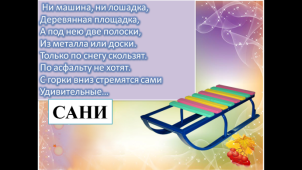 Ни машина, ни лошадка,
Деревянная площадка,
А под нею две полоски,
Из металла или доски.
Только по снегу скользят.
По асфальту не хотят.
С горки вниз стремятся сами
Удивительные...
САНИ